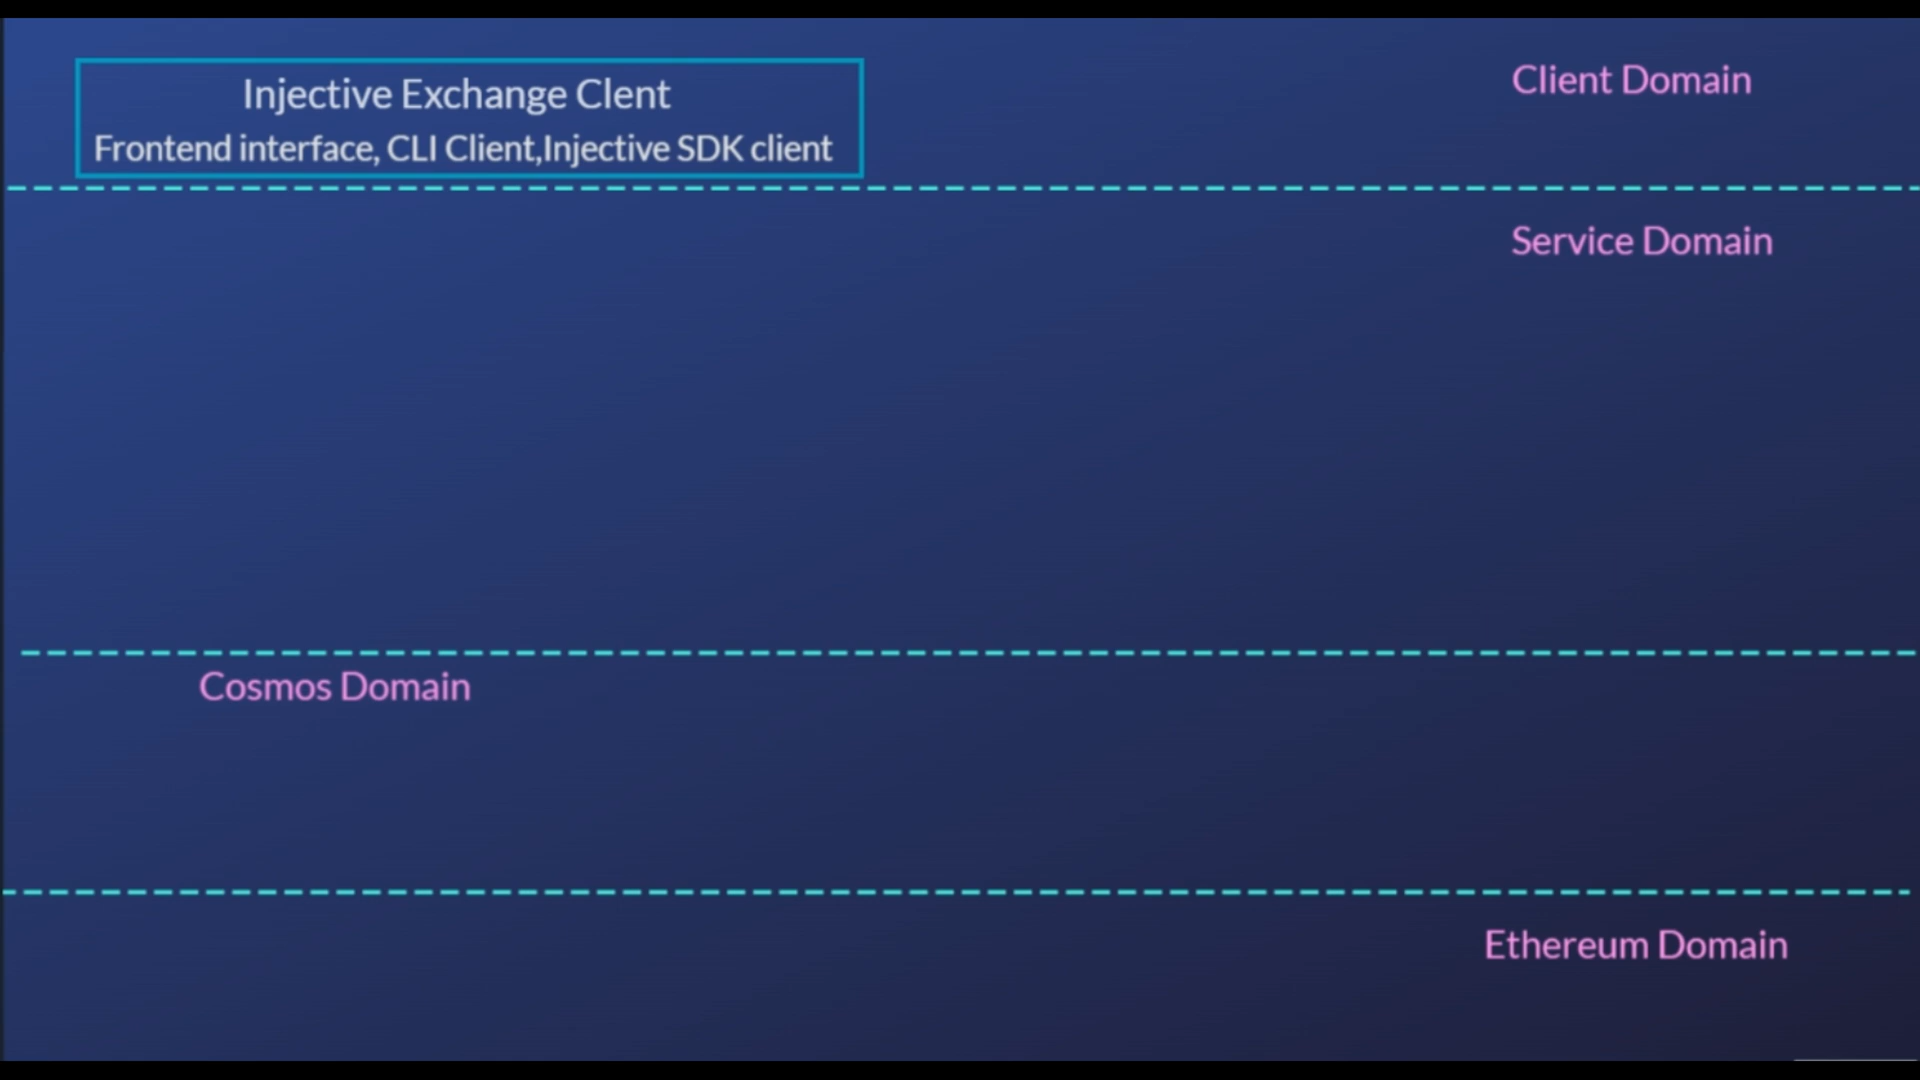 Injective Exchange Clent
Frontend interface, CLI Client,Injective SDK client
Client Domain
Service Domain
Cosmos Domain
Ethereum Domain